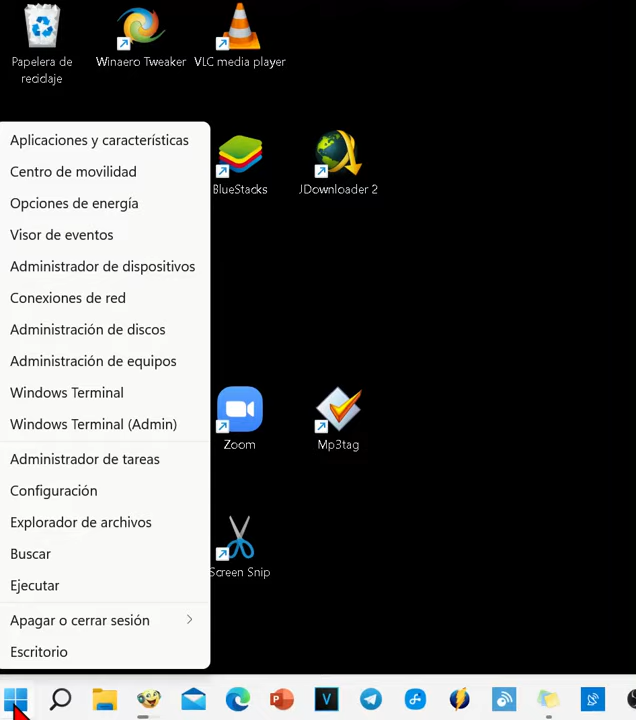 Papelera de
reciclaje
Winaero Tweaker
VLC media player
BlueStacks
JDownloader 2
Zoom
Mp3tag
Screen Snip
Aplicaciones y características
Centro de movilidad
Opciones de energía
Visor de eventos
Administrador de dispositivos
Conexiones de red
Administración de discos
Administración de equipos
Windows Terminal
Windows Terminal (Admin)
Administrador de tareas
Configuración
Explorador de archivos
Buscar
Ejecutar
Apagar o cerrar sesión
Escritorio